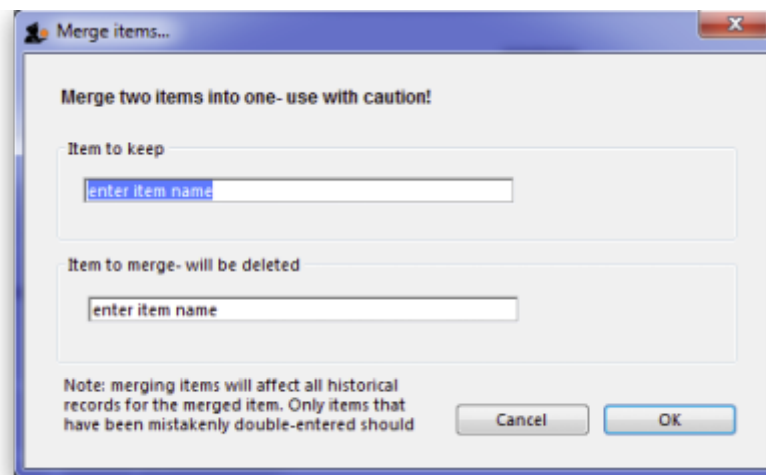 Merge items...
Merge two items into one- use with caution!
Item to keep
enter item name
Item to merge- will be deleted
enter item name
Note: merging items will affect all historical
records for the merged item. Only items that
have been mistakenly double-entered should
Cancel
OK